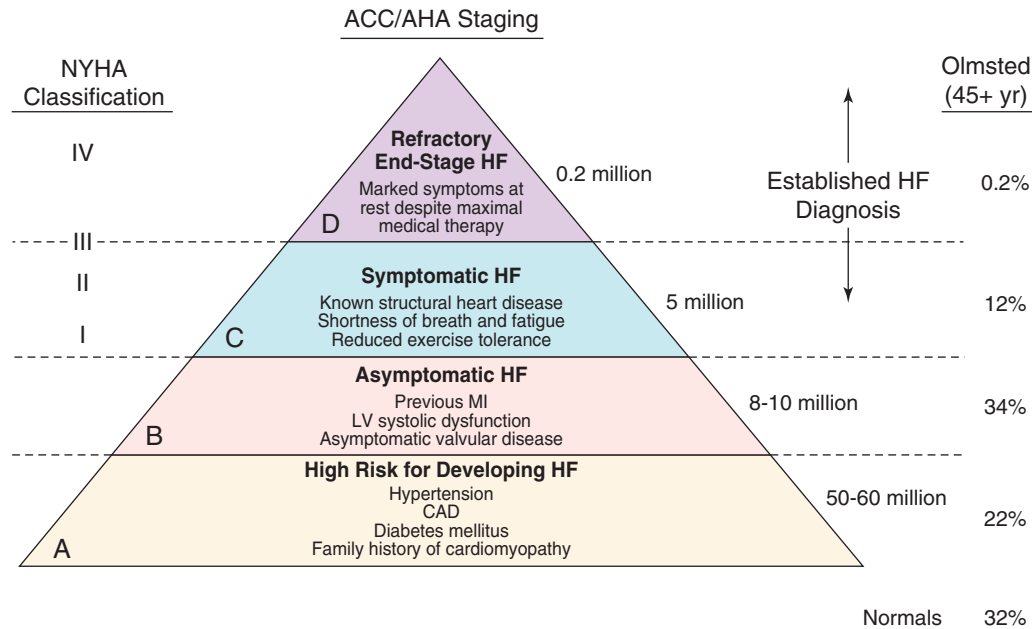 ACC/AHA Staging
NYHA
Classification
Olmsted
(45+ yr)
IV
Refractory
End-Stage HF
Marked symptoms at
rest despite maximal
medical therapy
D
0.2 million
Established HF
Diagnosis
0.2%
III
II
I
Symptomatic HF
Known structural heart disease
Shortness of breath and fatigue
Reduced exercise tolerance
C
5 million
12%
Asymptomatic HF
Previous MI
LV systolic dysfunction
Asymptomatic valvular disease
B
8-10 million
34%
High Risk for Developing HF
Hypertension
CAD
Diabetes mellitus
Family history of cardiomyopathy
A
50-60 million
22%
Normals 32%